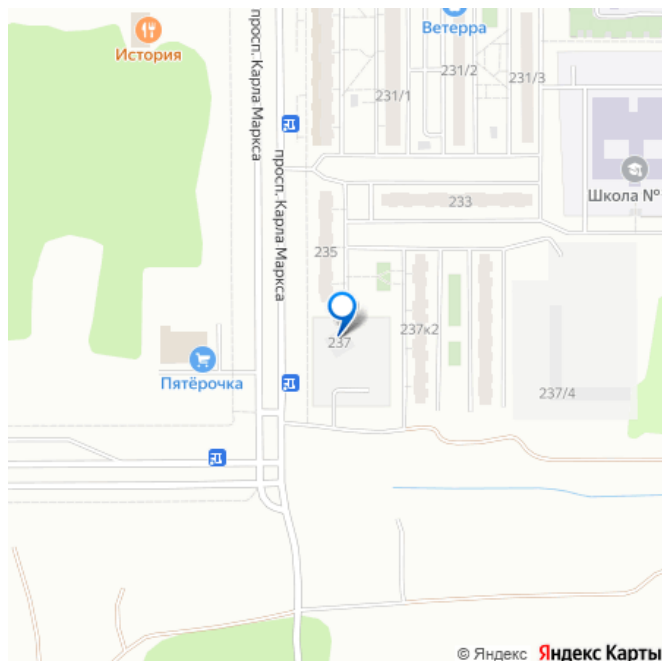 Ветерра
История
231/2
231/3
231/1
просп. Карла Маркса
просп. Карла Маркса
Школа №
233
235
237
237к2
Пятёрочка
237/4
© Яндекс Яндекс Карты